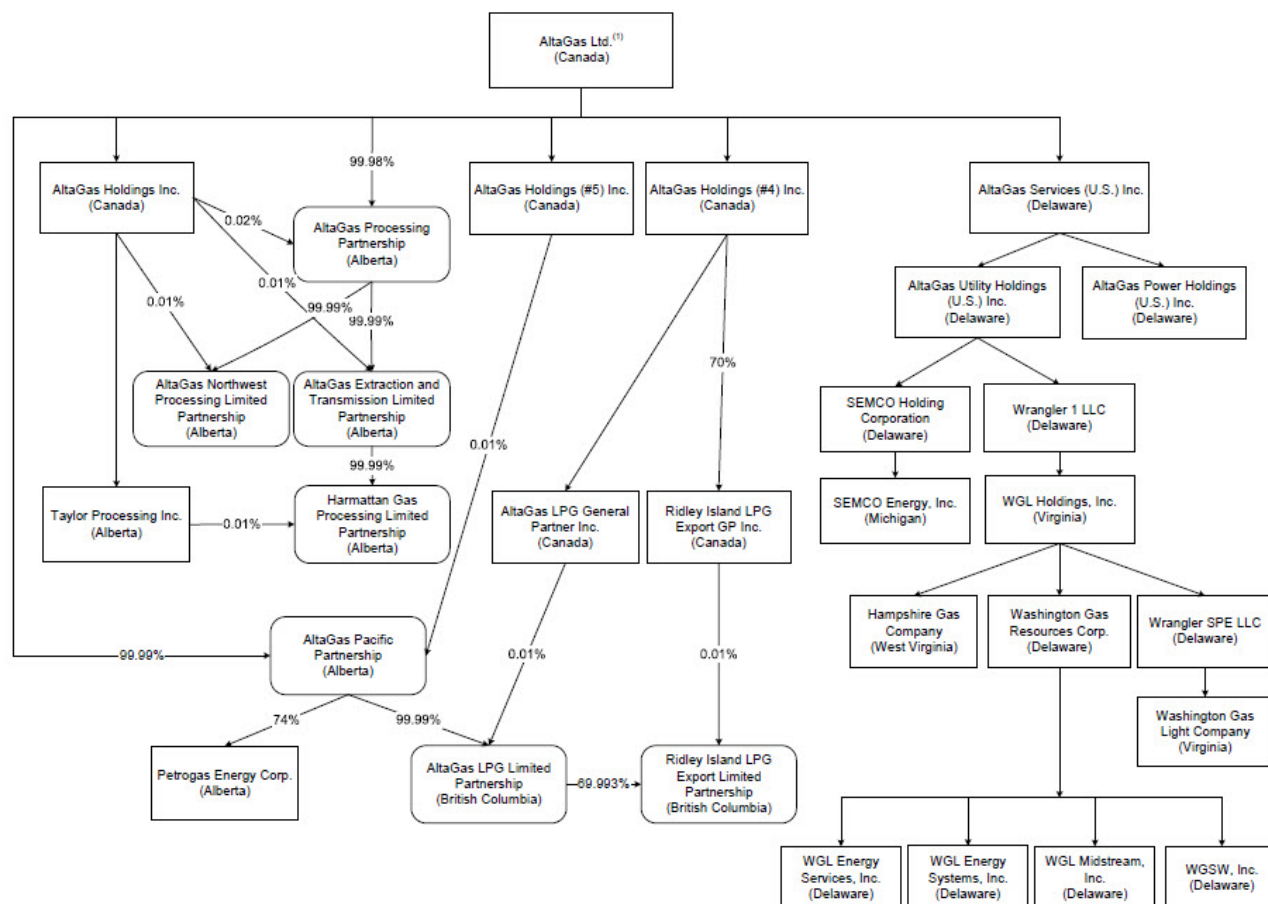 AltaGas Ltd.(1)
(Canada)
99.98%
AltaGas Holdings Inc.
(Canada)
AltaGas Holdings (#5) Inc.
(Canada)
AltaGas Holdings (#4) Inc.
(Canada)
AltaGas Services (U.S.) Inc.
(Delaware)
0.02%
AltaGas Processing
Partnership
(Alberta)
0.01%
0.01%
99.99%
99.99%
AltaGas Utility Holdings
(U.S.) Inc.
(Delaware)
AltaGas Power Holdings
(U.S.) Inc.
(Delaware)
70%
AltaGas Northwest
Processing Limited
Partnership
(Alberta)
AltaGas Extraction and
Transmission Limited
Partnership
(Alberta)
SEMCO Holding
Corporation
(Delaware)
Wrangler 1 LLC
(Delaware)
0.01%
99.99%
Taylor Processing Inc.
(Alberta)
0.01%
Harmattan Gas
Processing Limited
Partnership
(Alberta)
AltaGas LPG General
Partner Inc.
(Canada)
Ridley Island LPG
Export GP Inc.
(Canada)
SEMCO Energy, Inc.
(Michigan)
WGL Holdings, Inc.
(Virginia)
Hampshire Gas
Company
(West Virginia)
Washington Gas
Resources Corp.
(Delaware)
Wrangler SPE LLC
(Delaware)
99.99%
AltaGas Pacific
Partnership
(Alberta)
0.01%
0.01%
74%
99.99%
Washington Gas
Light Company
(Virginia)
Petrogas Energy Corp.
(Alberta)
AltaGas LPG Limited
Partnership
(British Columbia)
69.993%
Ridley Island LPG
Export Limited
Partnership
(British Columbia)
WGL Energy
Services, Inc.
(Delaware)
WGL Energy
Systems, Inc.
(Delaware)
WGL Midstream,
Inc.
(Delaware)
WGSW, Inc.
(Delaware)